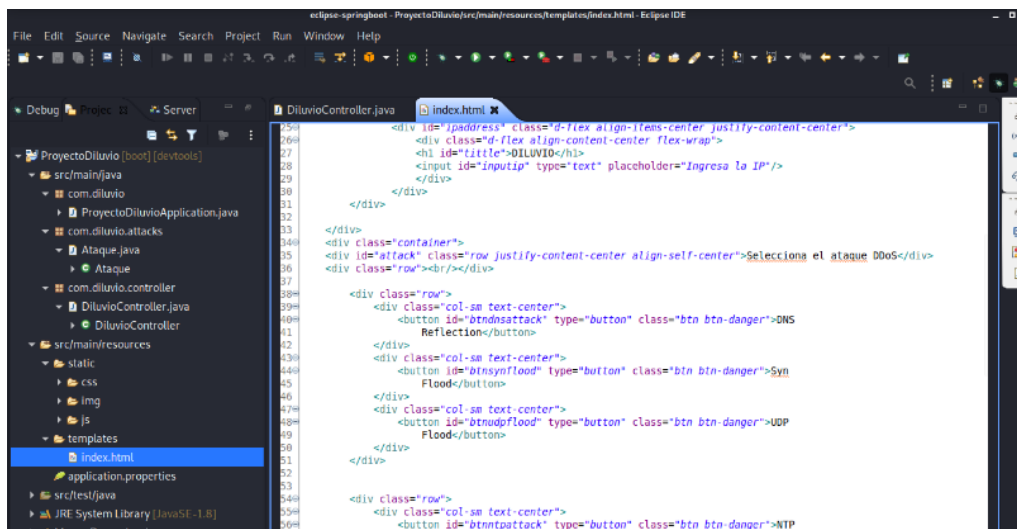 eclipse-springboot - ProyectoDiluvio/src/main/resources/templates/index.html - Eclipse IDE
File Edit Source Navigate Search Project Run Window Help
Debug Projec Server
DiluvioController.java index.html
ProyectoDiluvio [boot] [devtools]
src/main/java
com.diluvio
ProyectoDiluvioApplication.java
com.diluvio.attacks
Ataque.java
Ataque
com.diluvio.controller
DiluvioController.java
DiluvioController
src/main/resources
static
css
img
js
templates
index.html
application.properties
src/test/java
JRE System Library [JavaSE-1.8]
25 <div id="ipaddress" class="d-flex align-items-center justify-content-center">
26 <div class="d-flex align-content-center flex-wrap">
27 <h1 id="tittle">DILUVIO</h1>
28 <input id="inputip" type="text" placeholder="Ingresa la IP"/>
29 </div>
30 </div>
31 </div>
32
33 </div>
34 <div class="container">
35 <div id="attack" class="row justify-content-center align-self-center">Selecciona el ataque DDoS</div>
36 <div class="row"><br/></div>
37
38 <div class="row">
39 <div class="col-sm text-center">
40 <button id="btndnsattack" type="button" class="btn btn-danger">DNS
41 Reflection</button>
42 </div>
43 <div class="col-sm text-center">
44 <button id="btnsynflood" type="button" class="btn btn-danger">Syn
45 Flood</button>
46 </div>
47 <div class="col-sm text-center">
48 <button id="btnudpflood" type="button" class="btn btn-danger">UDP
49 Flood</button>
50 </div>
51 </div>
52
53
54 <div class="row">
55 <div class="col-sm text-center">
56 <button id="btnntpattack" type="button" class="btn btn-danger">NTP